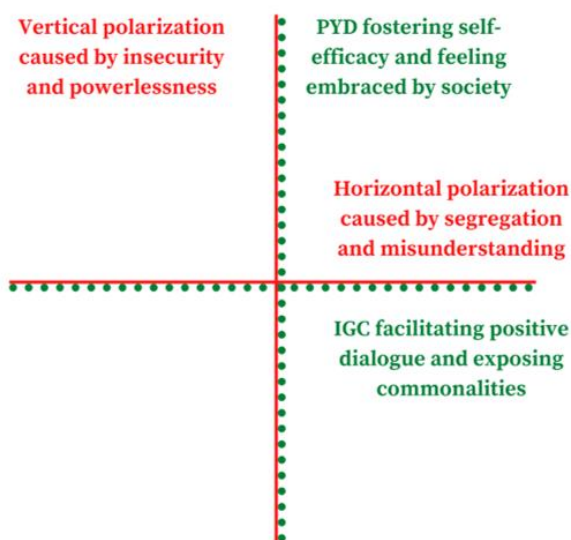 Vertical polarization
caused by insecurity
and powerlessness
PYD fostering self-
efficacy and feeling
embraced by society
Horizontal polarization
caused by segregation
and misunderstanding
IGC facilitating positive
dialogue and exposing
commonalities